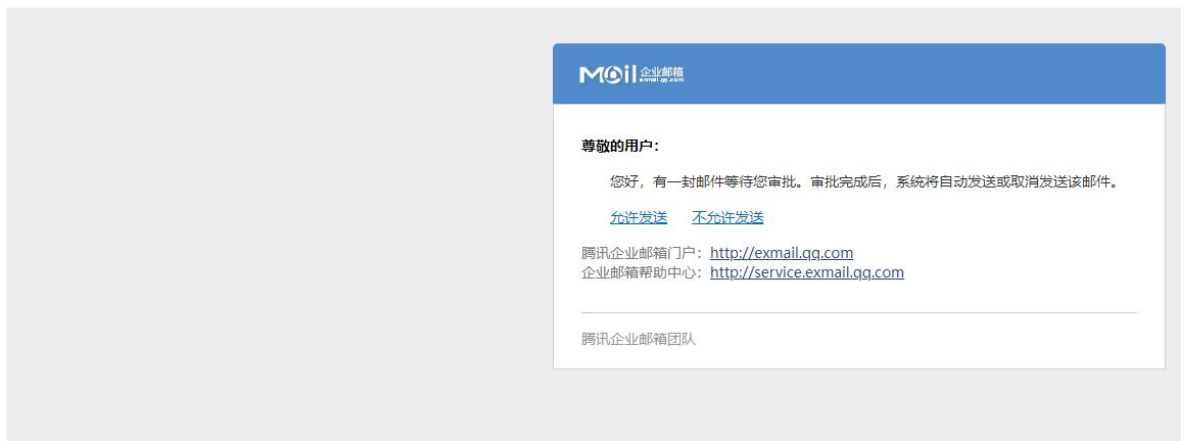 Mail 企业邮箱
exmail.qq.com
尊敬的用户：
您好，有一封邮件等待您审批。审批完成后，系统将自动发送或取消发送该邮件。
允许发送 不允许发送
腾讯企业邮箱门户：http://exmail.qq.com
企业邮箱帮助中心：http://service.exmail.qq.com
腾讯企业邮箱团队